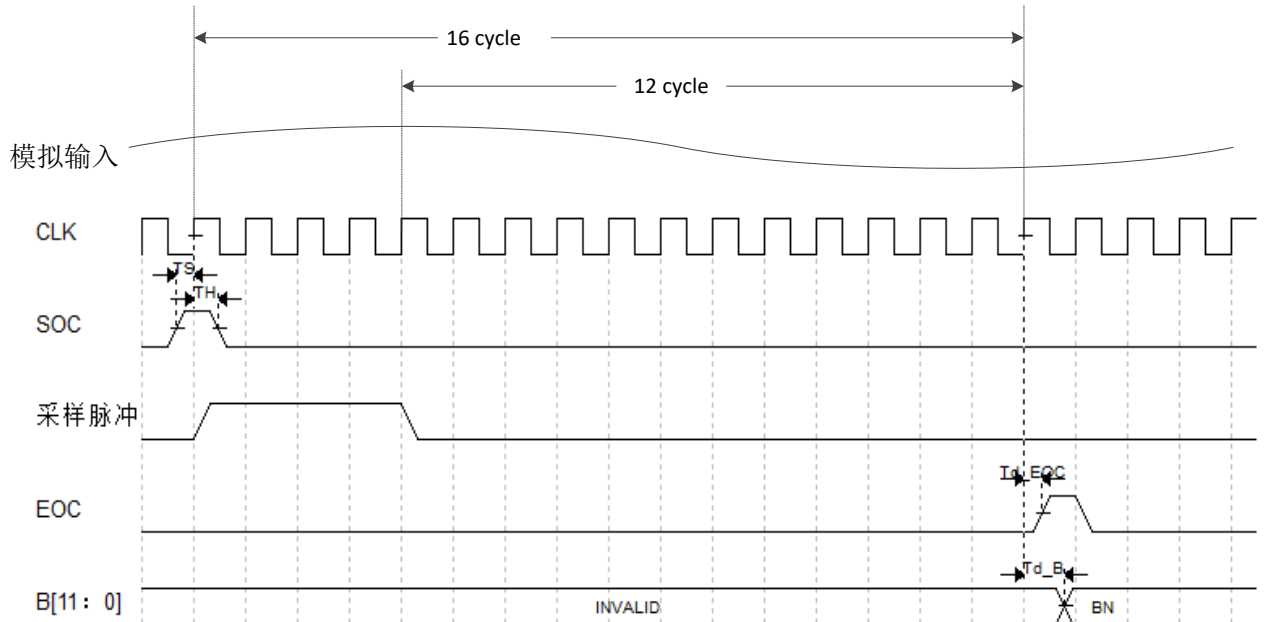 16 cycle
12 cycle
模拟输入
CLK
TS
TH
SOC
采样脉冲
Td_EOC
EOC
Td_B
B[11：0]
INVALID
BN